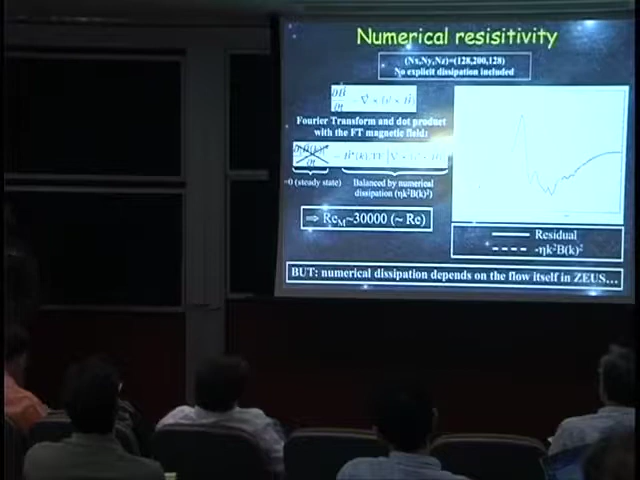 Numerical resisitivity
(Nx,Ny,Nz)=(128,200,128)
No explicit dissipation included
Fourier Transform and dot product
with the FT magnetic field:
=0 (steady state)
Balanced by numerical
dissipation (ηk²B(k)²)
⇒ Re_M~30000 (~ Re)
Residual
-ηk²B(k)²
BUT: numerical dissipation depends on the flow itself in ZEUS…